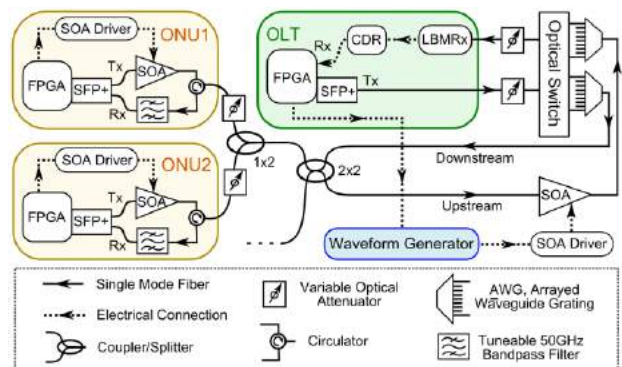 SOA Driver ONU1
FPGA SFP+ Tx SOA Rx
OLT
Rx CDR LBMRx
FPGA SFP+ Tx
Optical Switch
SOA Driver ONU2
FPGA SFP+ Tx SOA Rx
1x2 2x2
Downstream
Upstream
SOA
Waveform Generator SOA Driver
Single Mode Fiber
Electrical Connection
Coupler/Splitter
Variable Optical
Attenuator
Circulator
AWG, Arrayed
Waveguide Grating
Tuneable 50GHz
Bandpass Filter